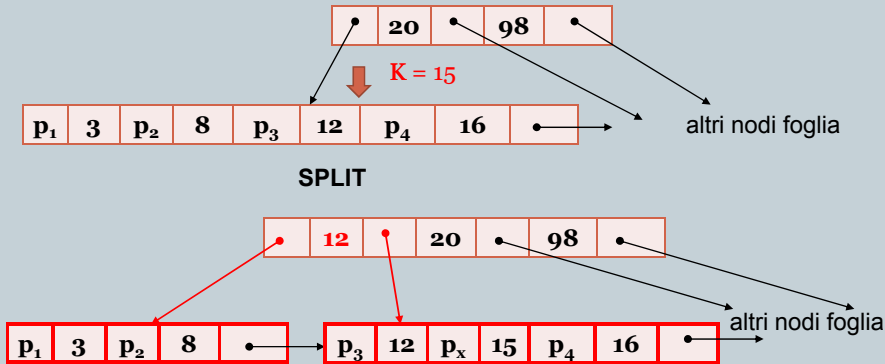 20 98
K = 15
p1 3 p2 8 p3 12 p4 16
altri nodi foglia
SPLIT
12 20 98
altri nodi foglia
p1 3 p2 8 p3 12 px 15 p4 16